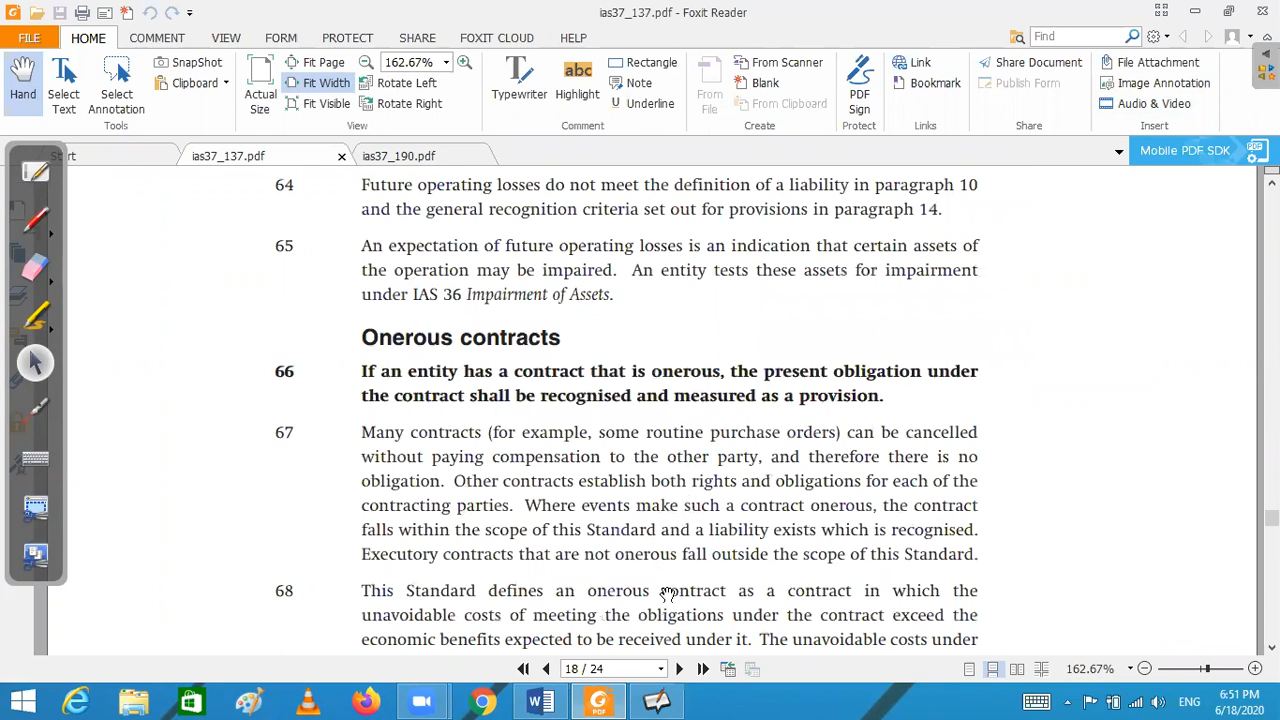 ias37_137.pdf - Foxit Reader
FILE HOME COMMENT VIEW FORM PROTECT SHARE FOXIT CLOUD HELP Find
Hand
Select Text
Select Annotation
SnapShot
Clipboard
Tools
Actual Size
Fit Page
Fit Width
Fit Visible
162.67%
Rotate Left
Rotate Right
View
Typewriter
Highlight
Rectangle
Note
Underline
Comment
From File
From Scanner
Blank
From Clipboard
Create
PDF Sign
Protect
Link
Bookmark
Links
Share Document
Publish Form
Share
File Attachment
Image Annotation
Audio & Video
Insert
Start ias37_137.pdf ias37_190.pdf Mobile PDF SDK
64 Future operating losses do not meet the definition of a liability in paragraph 10
and the general recognition criteria set out for provisions in paragraph 14.
65 An expectation of future operating losses is an indication that certain assets of
the operation may be impaired. An entity tests these assets for impairment
under IAS 36 Impairment of Assets.
Onerous contracts
66 If an entity has a contract that is onerous, the present obligation under
the contract shall be recognised and measured as a provision.
67 Many contracts (for example, some routine purchase orders) can be cancelled
without paying compensation to the other party, and therefore there is no
obligation. Other contracts establish both rights and obligations for each of the
contracting parties. Where events make such a contract onerous, the contract
falls within the scope of this Standard and a liability exists which is recognised.
Executory contracts that are not onerous fall outside the scope of this Standard.
68 This Standard defines an onerous contract as a contract in which the
unavoidable costs of meeting the obligations under the contract exceed the
economic benefits expected to be received under it. The unavoidable costs under
18 / 24 162.67%
ENG
6:51 PM
6/18/2020